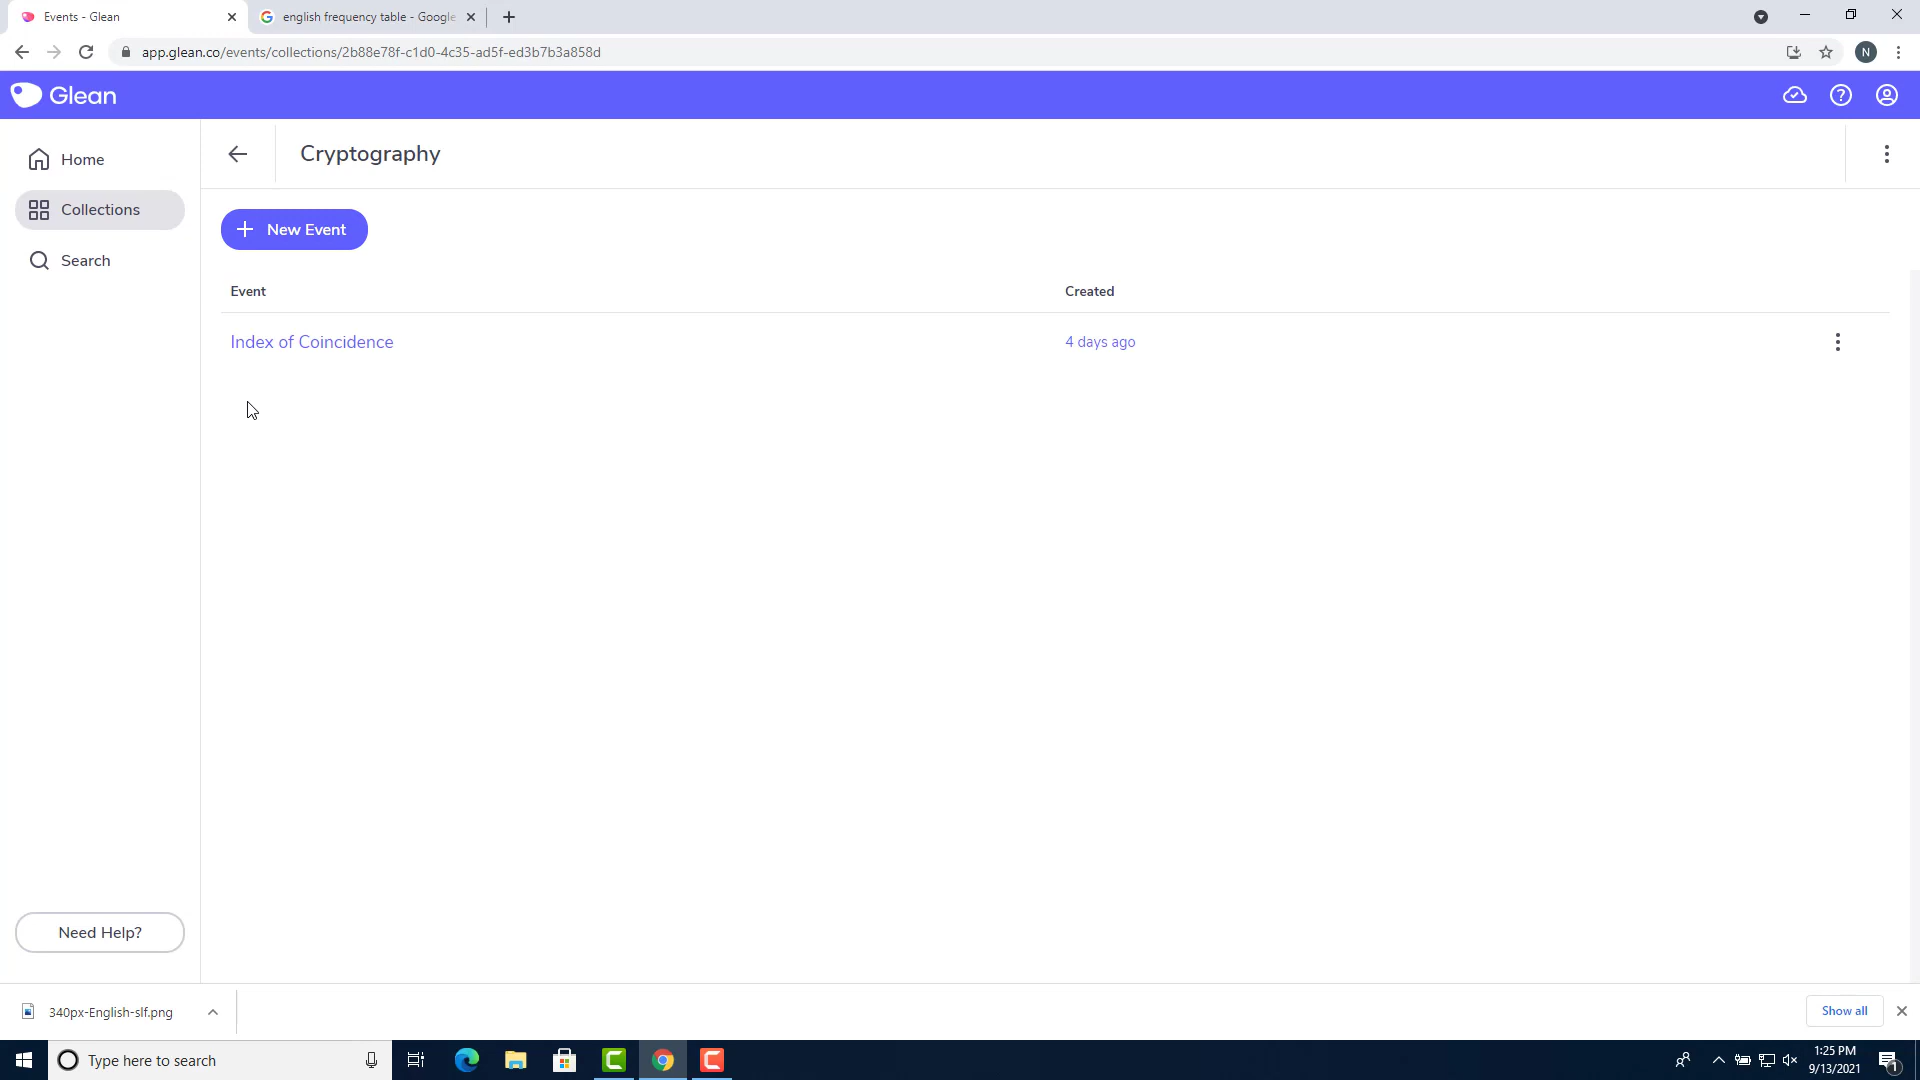 Events - Glean
english frequency table - Google
app.glean.co/events/collections/2b88e78f-c1d0-4c35-ad5f-ed3b7b3a858d
N
Glean
Home
Collections
Search
Cryptography
New Event
Event Created
Index of Coincidence 4 days ago
Need Help?
340px-English-slf.png
Show all
Type here to search
1:25 PM
9/13/2021
1